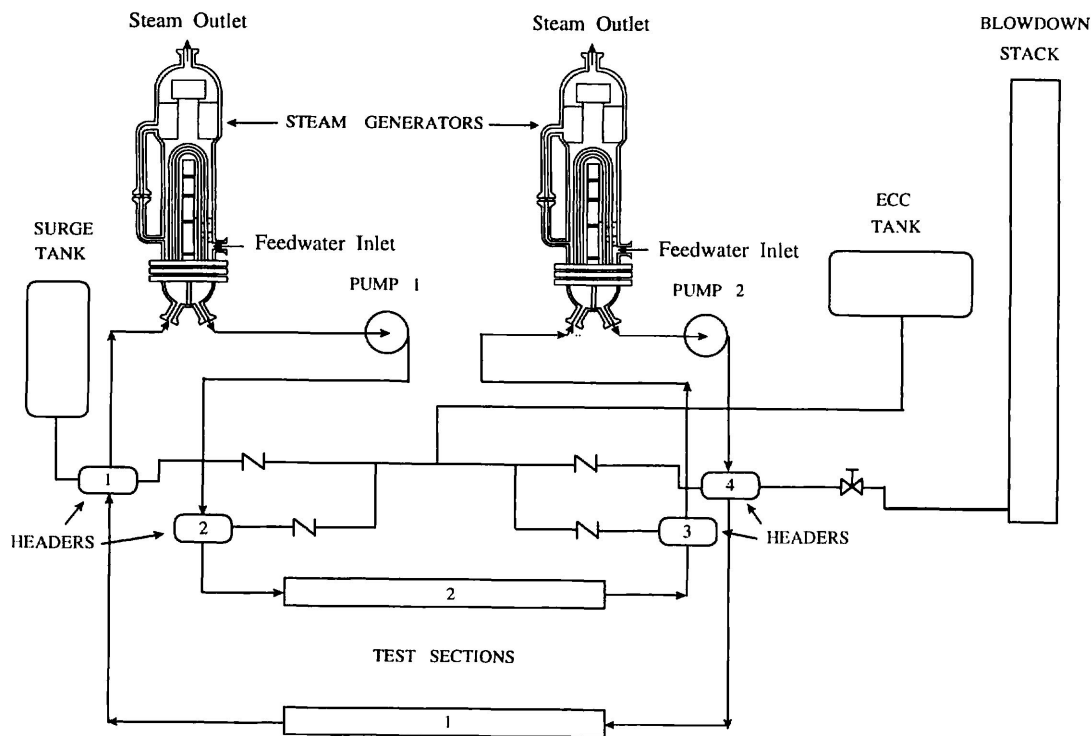 Steam Outlet
Steam Outlet
BLOWDOWN
STACK
STEAM GENERATORS
SURGE
TANK
ECC
TANK
Feedwater Inlet
Feedwater Inlet
PUMP 1
PUMP 2
1
4
2
3
HEADERS
HEADERS
2
TEST SECTIONS
1